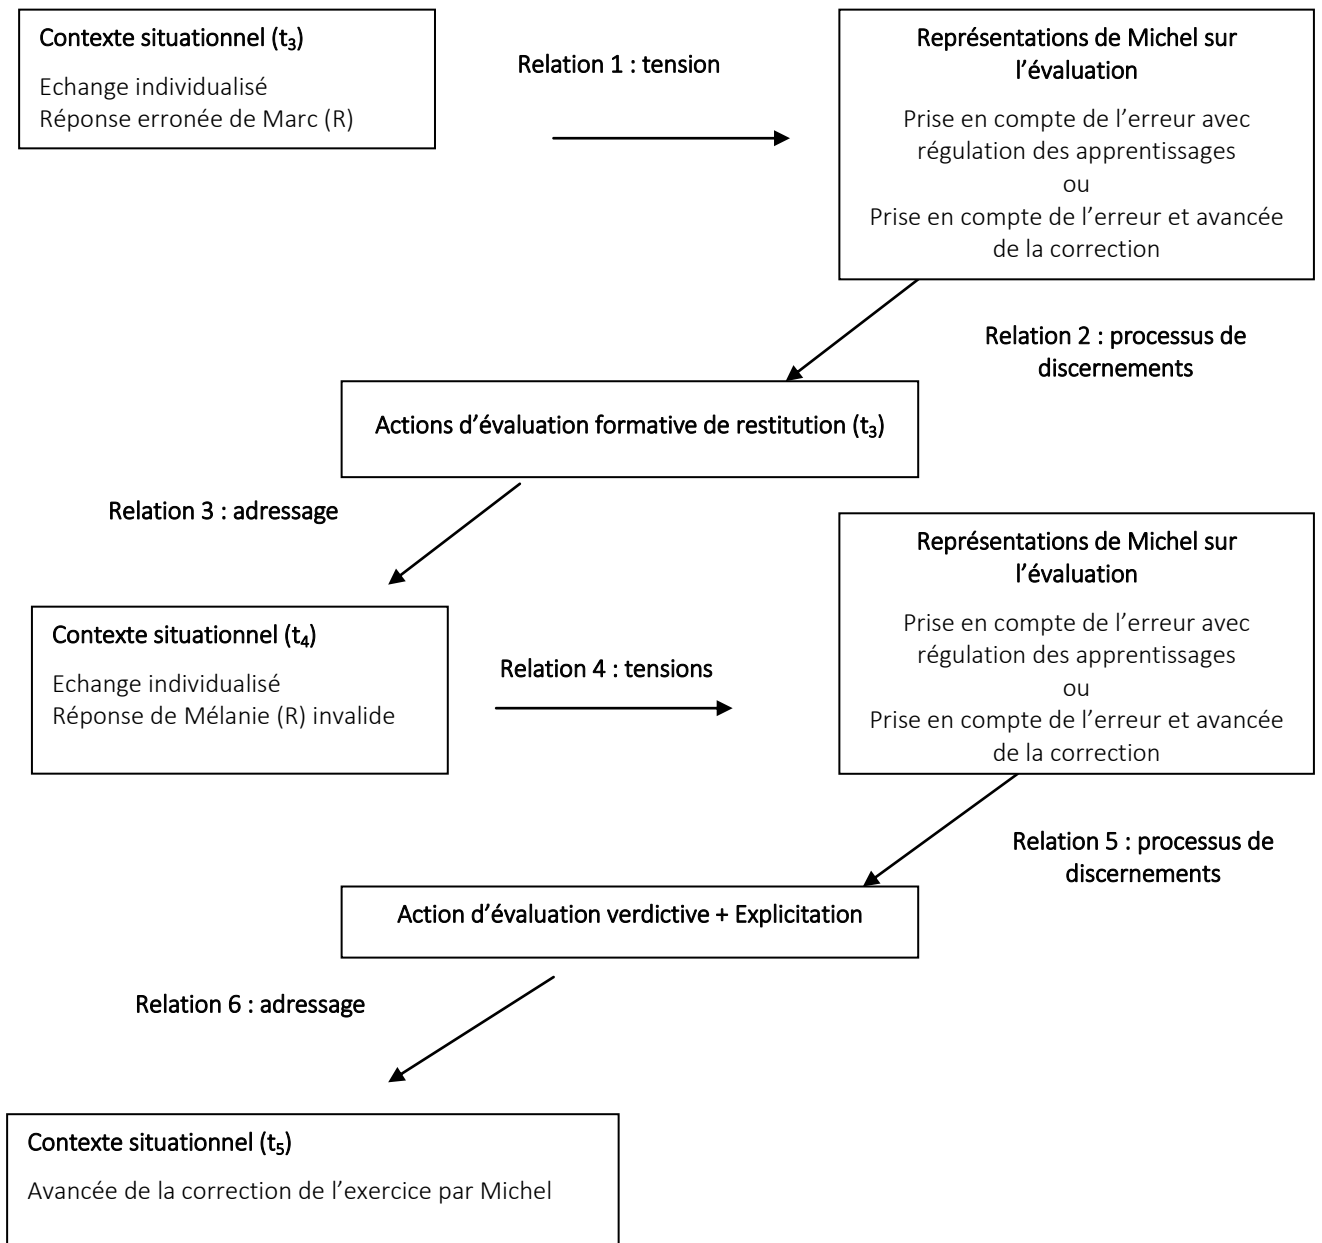 Contexte situationnel (t₃)
Echange individualisé
Réponse erronée de Marc (R)
Relation 1 : tension
Représentations de Michel sur
l’évaluation
Prise en compte de l’erreur avec
régulation des apprentissages
ou
Prise en compte de l’erreur et avancée
de la correction
Relation 2 : processus de
discernements
Actions d’évaluation formative de restitution (t₃)
Relation 3 : adressage
Contexte situationnel (t₄)
Echange individualisé
Réponse de Mélanie (R) invalide
Relation 4 : tensions
Représentations de Michel sur
l’évaluation
Prise en compte de l’erreur avec
régulation des apprentissages
ou
Prise en compte de l’erreur et avancée
de la correction
Relation 5 : processus de
discernements
Action d’évaluation verdictive + Explicitation
Relation 6 : adressage
Contexte situationnel (t₅)
Avancée de la correction de l’exercice par Michel